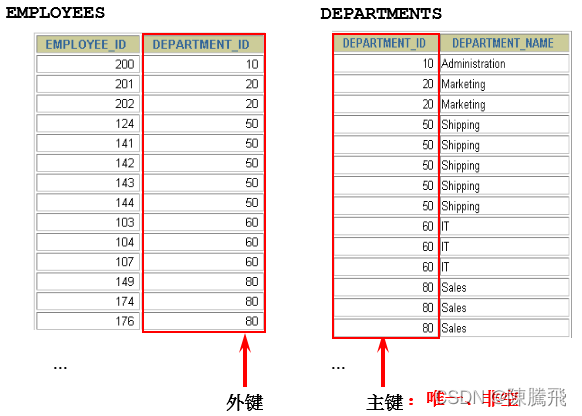 EMPLOYEES
EMPLOYEE_ID DEPARTMENT_ID
200 10
201 20
202 20
124 50
141 50
142 50
143 50
144 50
103 60
104 60
107 60
149 80
174 80
176 80
...
外键
DEPARTMENTS
DEPARTMENT_ID DEPARTMENT_NAME
10 Administration
20 Marketing
20 Marketing
50 Shipping
50 Shipping
50 Shipping
50 Shipping
50 Shipping
60 IT
60 IT
60 IT
80 Sales
80 Sales
80 Sales
...
主键：唯一、非空
CSDN @陳騰飛